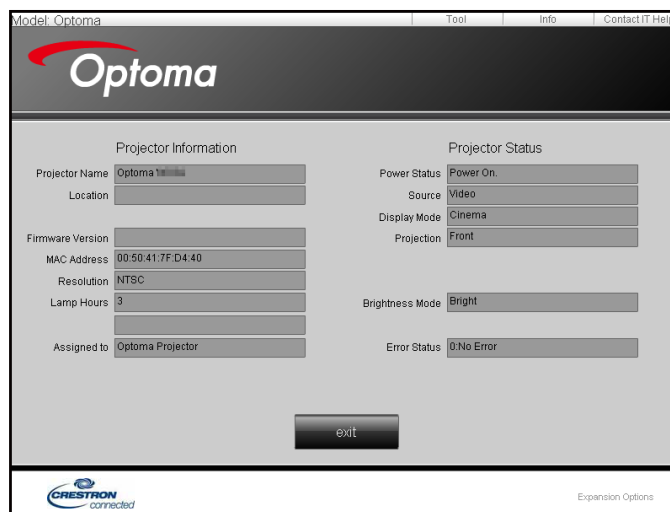 Model: Optoma
Tool
Info
Contact IT Help
Optoma
Projector Information
Projector Name Optoma
Location
Firmware Version
MAC Address 00:50:41:7F:D4:40
Resolution NTSC
Lamp Hours 3
Assigned to Optoma Projector
Projector Status
Power Status Power On.
Source Video
Display Mode Cinema
Projection Front
Brightness Mode Bright
Error Status 0:No Error
exit
CRESTRON
connected
Expansion Options